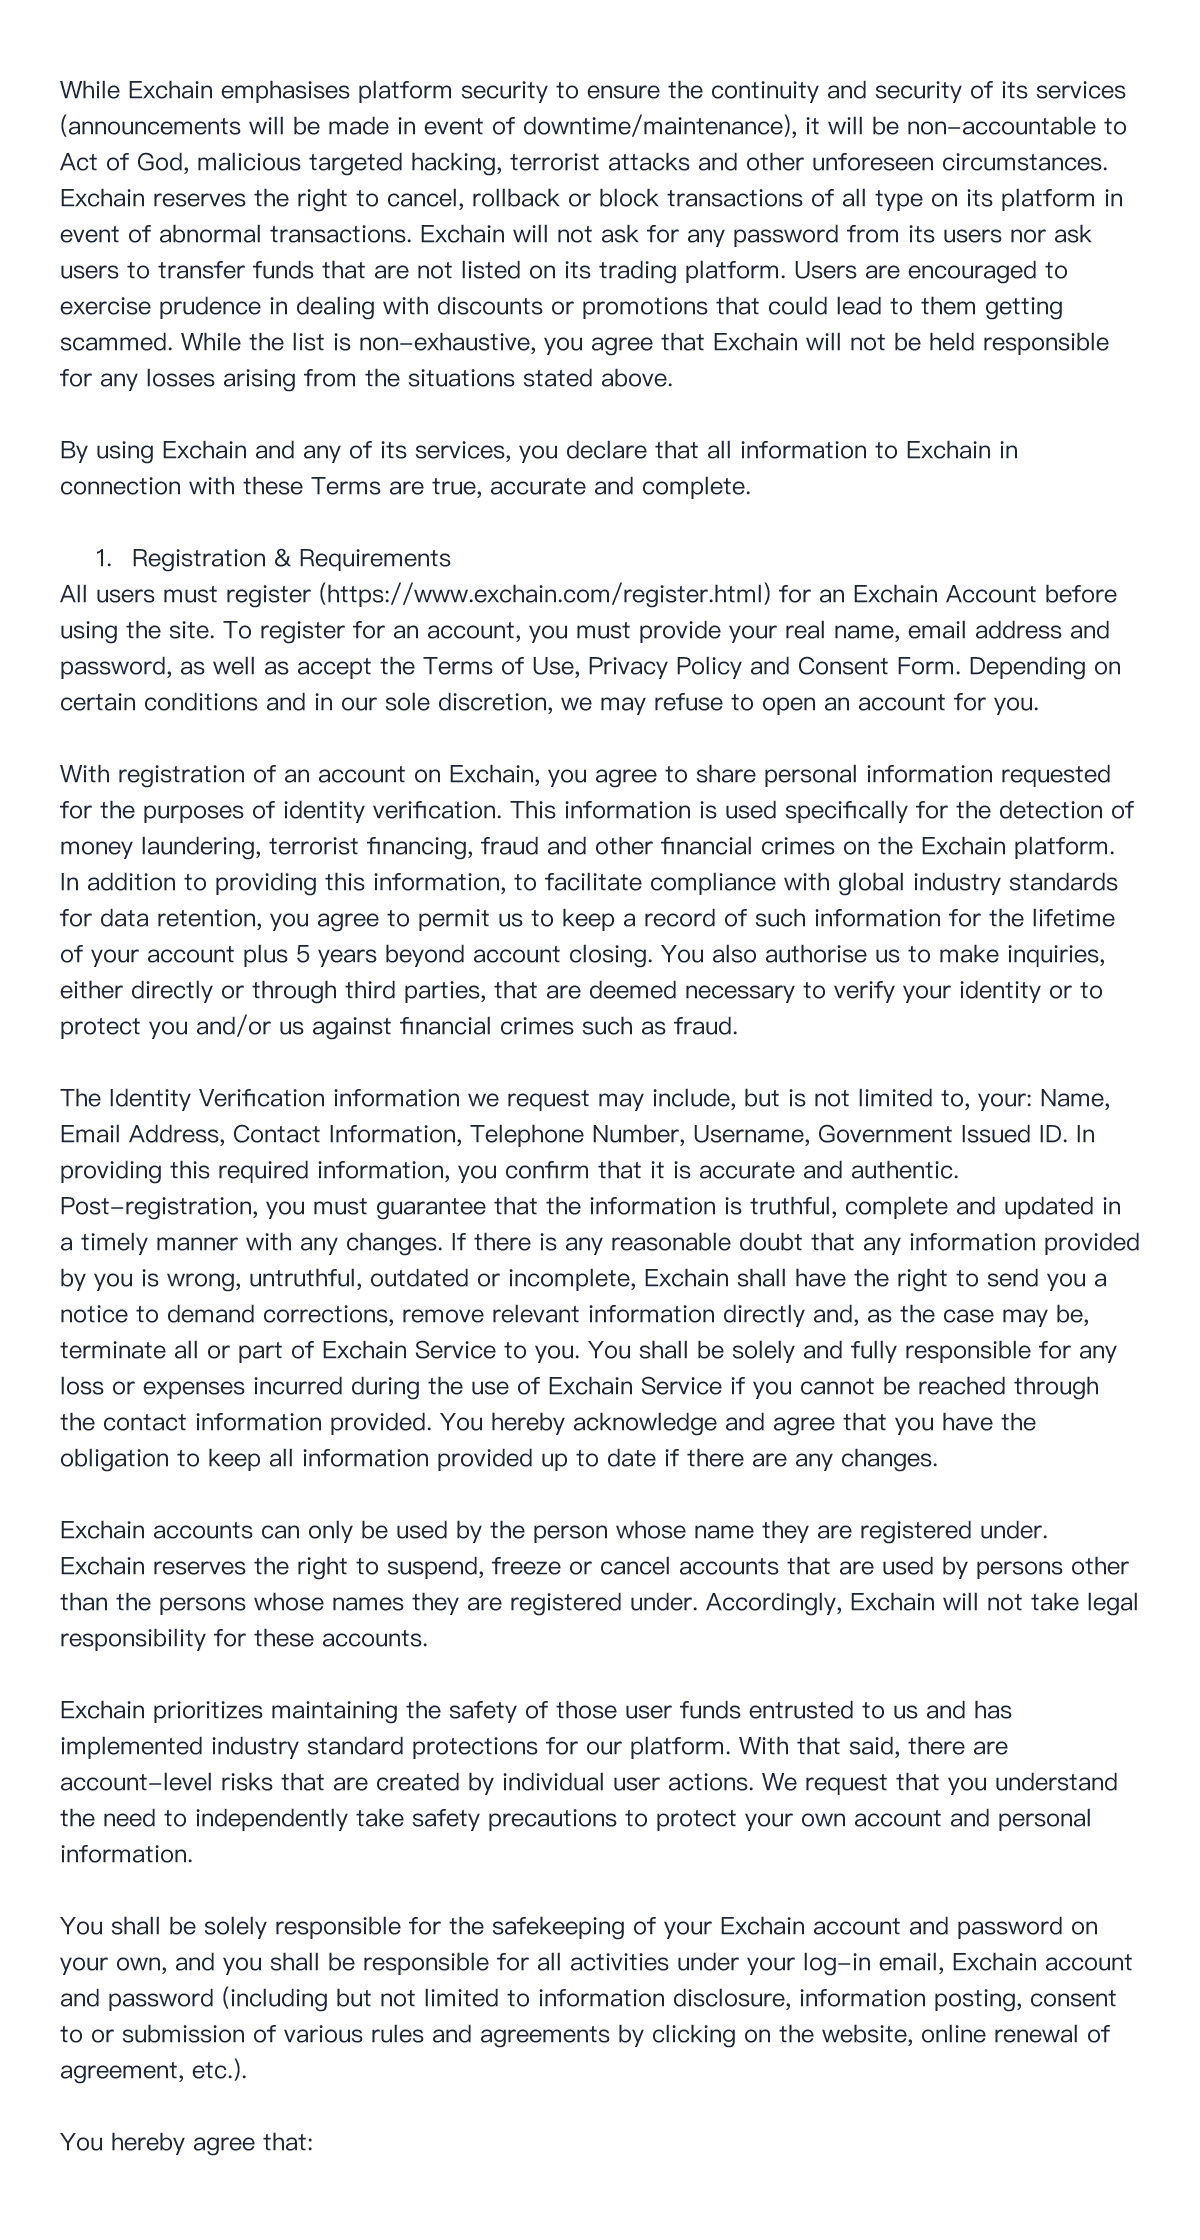 While Exchain emphasises platform security to ensure the continuity and security of its services
(announcements will be made in event of downtime/maintenance), it will be non-accountable to
Act of God, malicious targeted hacking, terrorist attacks and other unforeseen circumstances.
Exchain reserves the right to cancel, rollback or block transactions of all type on its platform in
event of abnormal transactions. Exchain will not ask for any password from its users nor ask
users to transfer funds that are not listed on its trading platform. Users are encouraged to
exercise prudence in dealing with discounts or promotions that could lead to them getting
scammed. While the list is non-exhaustive, you agree that Exchain will not be held responsible
for any losses arising from the situations stated above.
By using Exchain and any of its services, you declare that all information to Exchain in
connection with these Terms are true, accurate and complete.
1. Registration & Requirements
All users must register (https://www.exchain.com/register.html) for an Exchain Account before
using the site. To register for an account, you must provide your real name, email address and
password, as well as accept the Terms of Use, Privacy Policy and Consent Form. Depending on
certain conditions and in our sole discretion, we may refuse to open an account for you.
With registration of an account on Exchain, you agree to share personal information requested
for the purposes of identity verification. This information is used specifically for the detection of
money laundering, terrorist financing, fraud and other financial crimes on the Exchain platform.
In addition to providing this information, to facilitate compliance with global industry standards
for data retention, you agree to permit us to keep a record of such information for the lifetime
of your account plus 5 years beyond account closing. You also authorise us to make inquiries,
either directly or through third parties, that are deemed necessary to verify your identity or to
protect you and/or us against financial crimes such as fraud.
The Identity Verification information we request may include, but is not limited to, your: Name,
Email Address, Contact Information, Telephone Number, Username, Government Issued ID. In
providing this required information, you confirm that it is accurate and authentic.
Post-registration, you must guarantee that the information is truthful, complete and updated in
a timely manner with any changes. If there is any reasonable doubt that any information provided
by you is wrong, untruthful, outdated or incomplete, Exchain shall have the right to send you a
notice to demand corrections, remove relevant information directly and, as the case may be,
terminate all or part of Exchain Service to you. You shall be solely and fully responsible for any
loss or expenses incurred during the use of Exchain Service if you cannot be reached through
the contact information provided. You hereby acknowledge and agree that you have the
obligation to keep all information provided up to date if there are any changes.
Exchain accounts can only be used by the person whose name they are registered under.
Exchain reserves the right to suspend, freeze or cancel accounts that are used by persons other
than the persons whose names they are registered under. Accordingly, Exchain will not take legal
responsibility for these accounts.
Exchain prioritizes maintaining the safety of those user funds entrusted to us and has
implemented industry standard protections for our platform. With that said, there are
account-level risks that are created by individual user actions. We request that you understand
the need to independently take safety precautions to protect your own account and personal
information.
You shall be solely responsible for the safekeeping of your Exchain account and password on
your own, and you shall be responsible for all activities under your log-in email, Exchain account
and password (including but not limited to information disclosure, information posting, consent
to or submission of various rules and agreements by clicking on the website, online renewal of
agreement, etc.).
You hereby agree that: